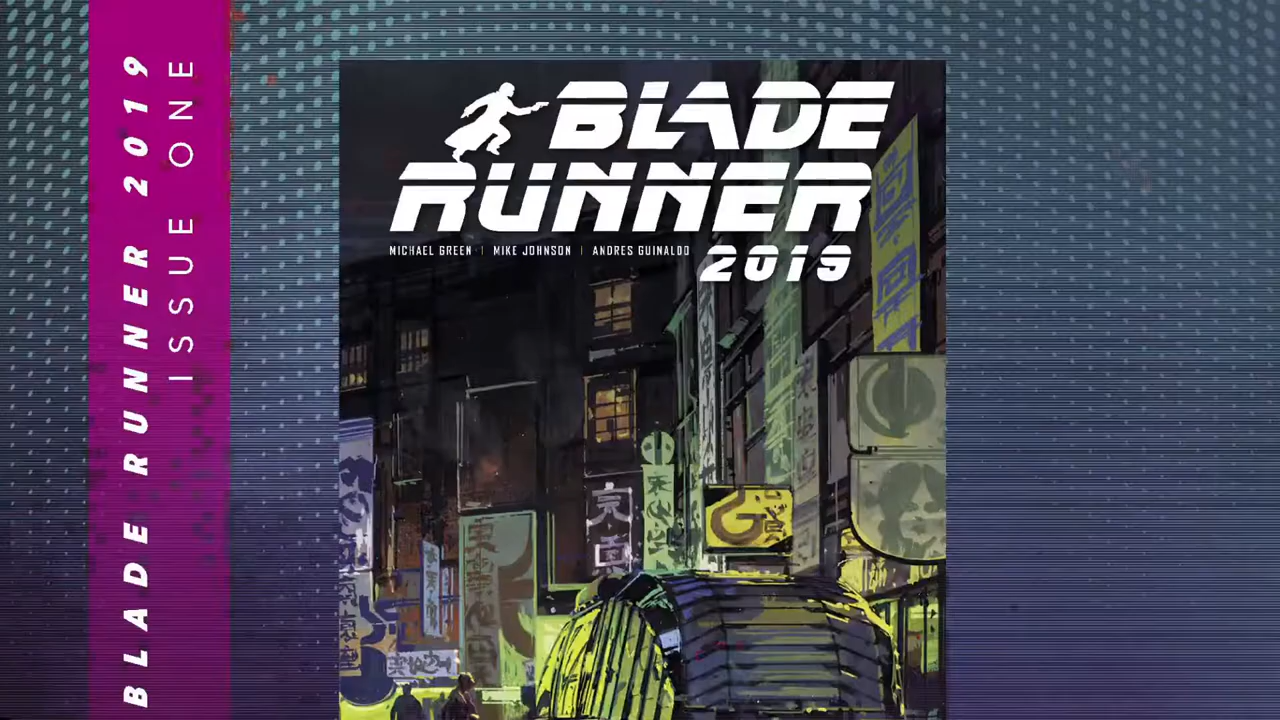 BLADE RUNNER 2019
ISSUE ONE
BLADE
RUNNER
MICHAEL GREEN | MIKE JOHNSON | ANDRES GUINALDO
2019